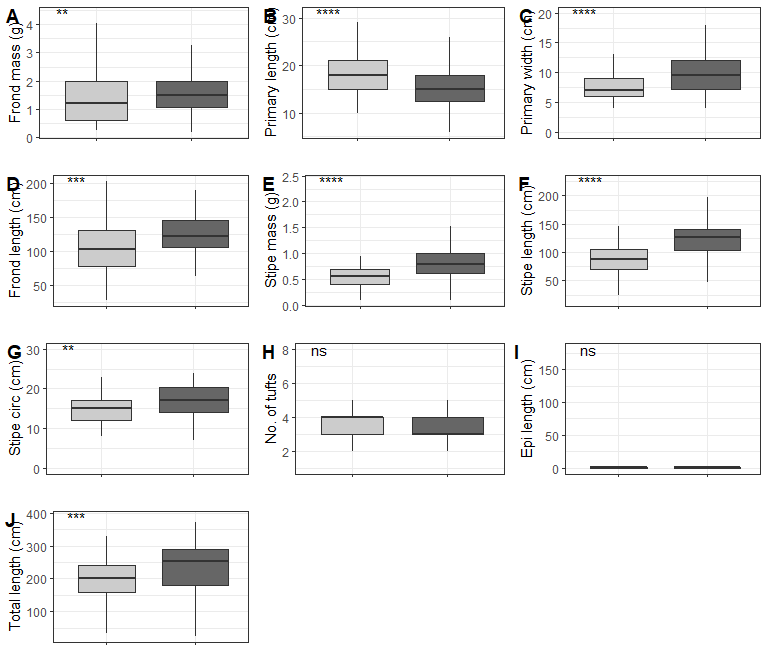 A
**
Frond mass (g)
4
3
2
1
0
B
****
Primary length (cm)
30
20
10
C
****
Primary width (cm)
20
15
10
5
0
D
***
Frond length (cm)
200
150
100
50
E
****
Stipe mass (g)
2.5
2.0
1.5
1.0
0.5
0.0
F
****
Stipe length (cm)
200
150
100
50
G
**
Stipe circ (cm)
30
20
10
0
H
ns
No. of tufts
8
6
4
2
I
ns
Epi length (cm)
150
100
50
0
J
***
Total length (cm)
400
300
200
100